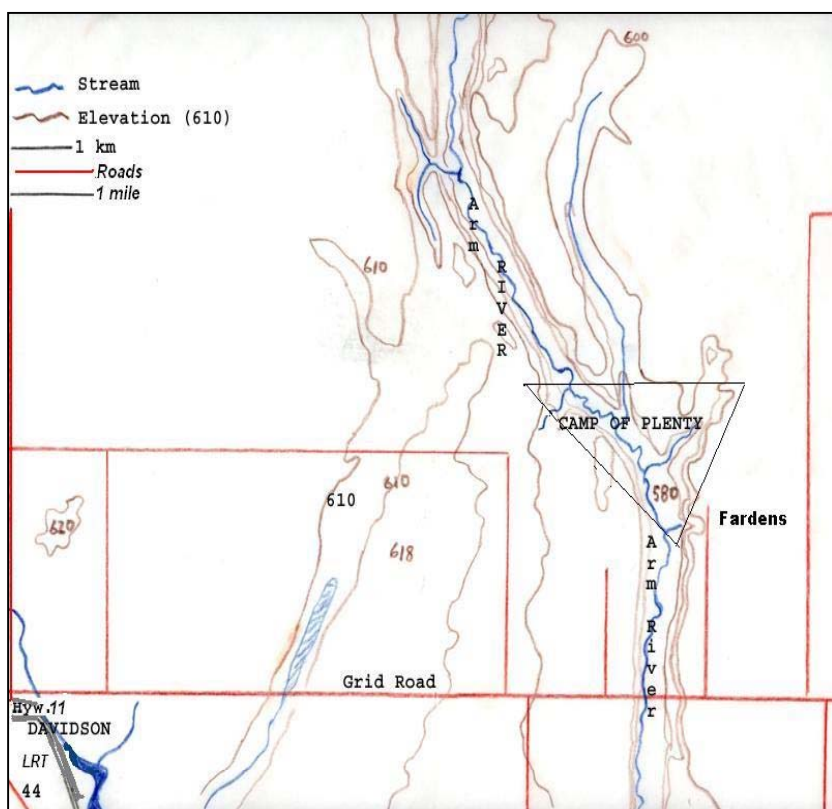 600
Stream
Elevation (610)
1 km
Roads
1 mile
Arm RIVER
610
CAMP OF PLENTY
610
610
580
Fardens
620
618
Arm River
Grid Road
Hyw.11
DAVIDSON
LRT
44